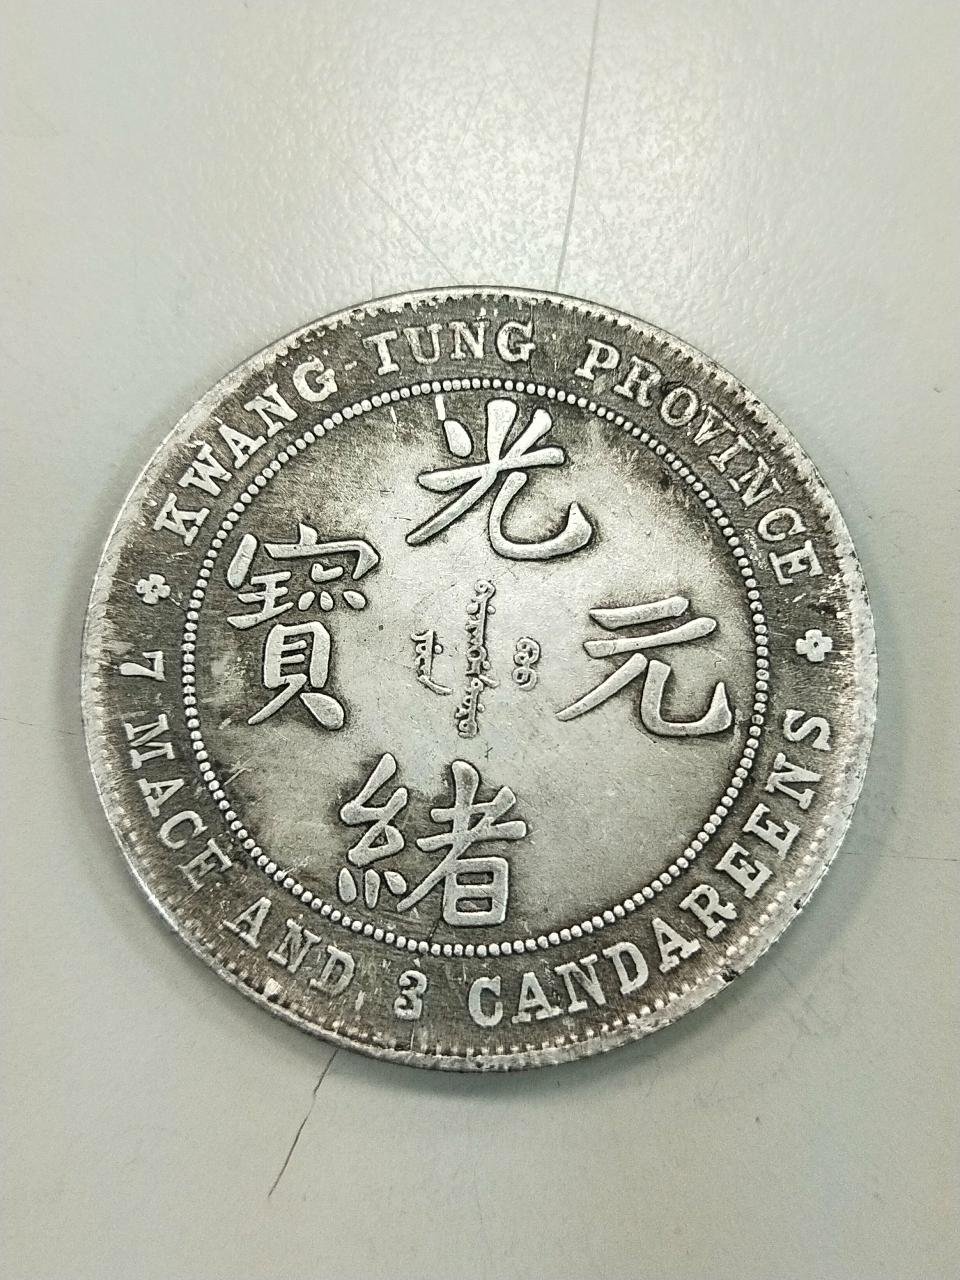 KWANG-TUNG PROVINCE
光緒元寶
7 MACE AND 3 CANDAREENS